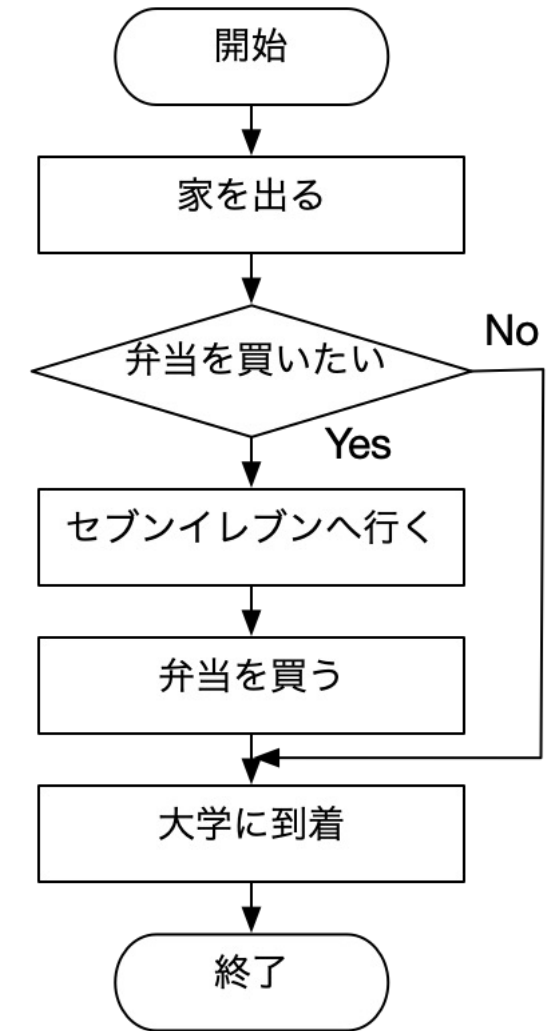 開始
家を出る
弁当を買いたい
No
Yes
セブンイレブンへ行く
弁当を買う
大学に到着
終了